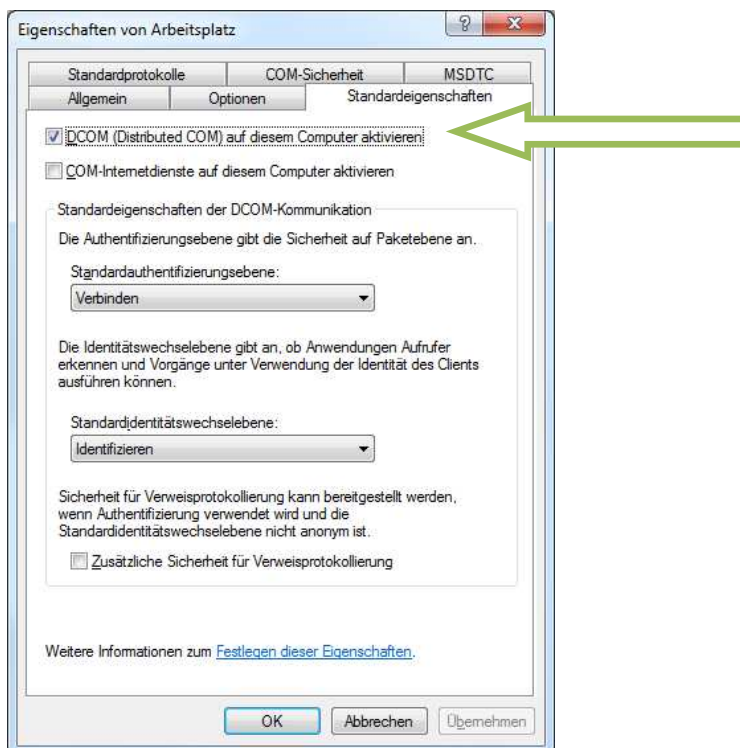 Eigenschaften von Arbeitsplatz
Standardprotokolle COM-Sicherheit MSDTC
Allgemein Optionen Standardeigenschaften
DCOM (Distributed COM) auf diesem Computer aktivieren
COM-Internetdienste auf diesem Computer aktivieren
Standardeigenschaften der DCOM-Kommunikation
Die Authentifizierungsebene gibt die Sicherheit auf Paketebene an.
Standardauthentifizierungsebene:
Verbinden
Die Identitätswechselebene gibt an, ob Anwendungen Aufrufer
erkennen und Vorgänge unter Verwendung der Identität des Clients
ausführen können.
Standardidentitätswechselebene:
Identifizieren
Sicherheit für Verweisprotokollierung kann bereitgestellt werden,
wenn Authentifizierung verwendet wird und die
Standardidentitätswechselebene nicht anonym ist.
Zusätzliche Sicherheit für Verweisprotokollierung
Weitere Informationen zum Festlegen dieser Eigenschaften.
OK Abbrechen Übernehmen